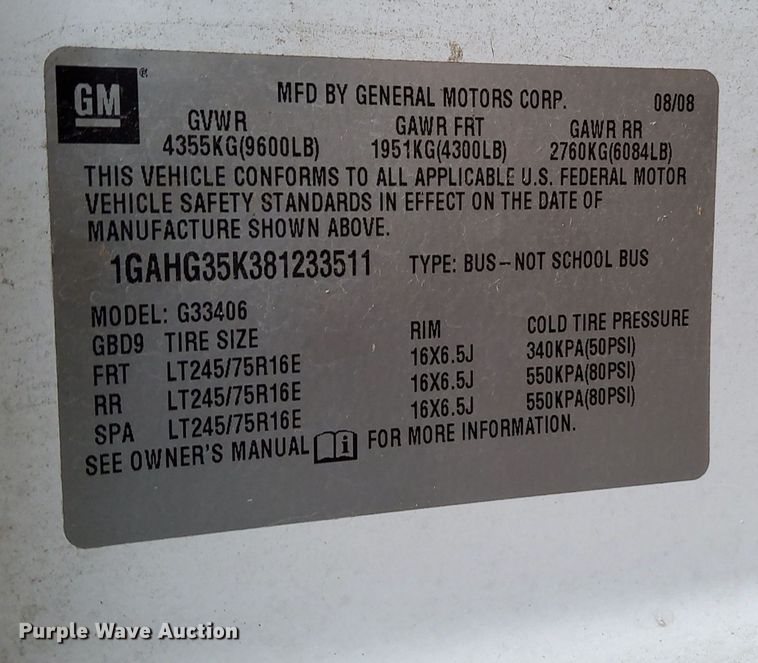 GM ®
MFD BY GENERAL MOTORS CORP. 08/08
GVWR GAWR FRT GAWR RR
4355KG(9600LB) 1951KG(4300LB) 2760KG(6084LB)
THIS VEHICLE CONFORMS TO ALL APPLICABLE U.S. FEDERAL MOTOR
VEHICLE SAFETY STANDARDS IN EFFECT ON THE DATE OF
MANUFACTURE SHOWN ABOVE.
1GAHG35K381233511 TYPE: BUS–NOT SCHOOL BUS
MODEL: G33406
GBD9 TIRE SIZE RIM COLD TIRE PRESSURE
FRT LT245/75R16E 16X6.5J 340KPA(50PSI)
RR LT245/75R16E 16X6.5J 550KPA(80PSI)
SPA LT245/75R16E 16X6.5J 550KPA(80PSI)
SEE OWNER'S MANUAL i FOR MORE INFORMATION.
Purple Wave Auction